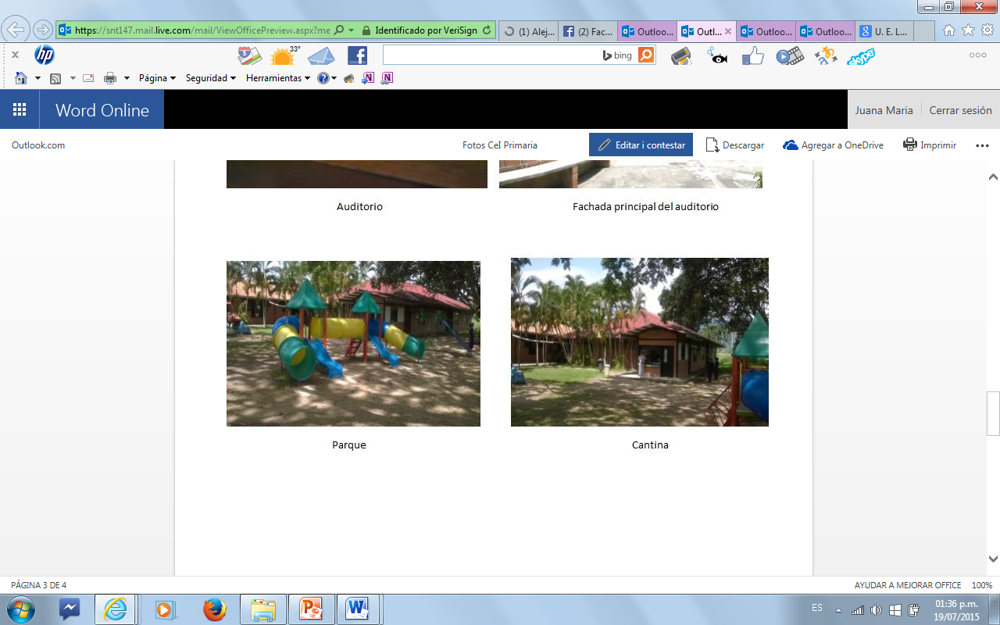 https://snt147.mail.live.com/mail/ViewOfficePreview.aspx?me
Identificado por VeriSign
(1) Alej...
(2) Fac...
Outloo...
Outl...
Outloo...
Outloo...
U. E. L...
hp
33°
bing
skype
Página
Seguridad
Herramientas
Word Online
Juana Maria
Cerrar sesión
Outlook.com
Fotos CeI Primaria
Editar i contestar
Descargar
Agregar a OneDrive
Imprimir
Auditorio
Fachada principal del auditorio
Parque
Cantina
PÁGINA 3 DE 4
AYUDAR A MEJORAR OFFICE
100%
ES
01:36 p.m.
19/07/2015